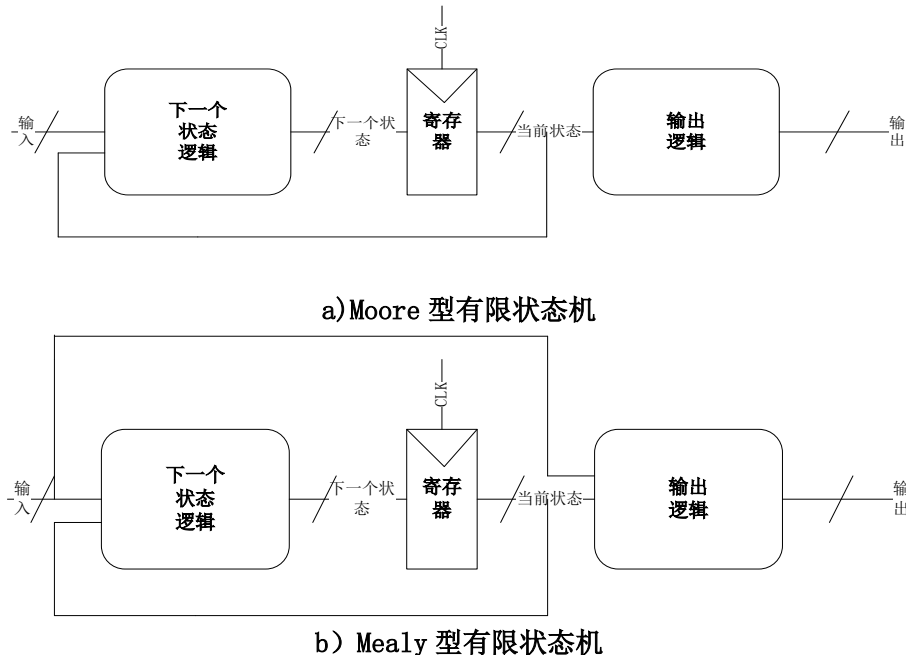 CLK
输
入
下一个
状态
逻辑
下一个状
态
寄存
器
当前状态
输出
逻辑
输
出
a)Moore 型有限状态机
CLK
输
入
下一个
状态
逻辑
下一个状
态
寄存
器
当前状态
输出
逻辑
输
出
b) Mealy 型有限状态机